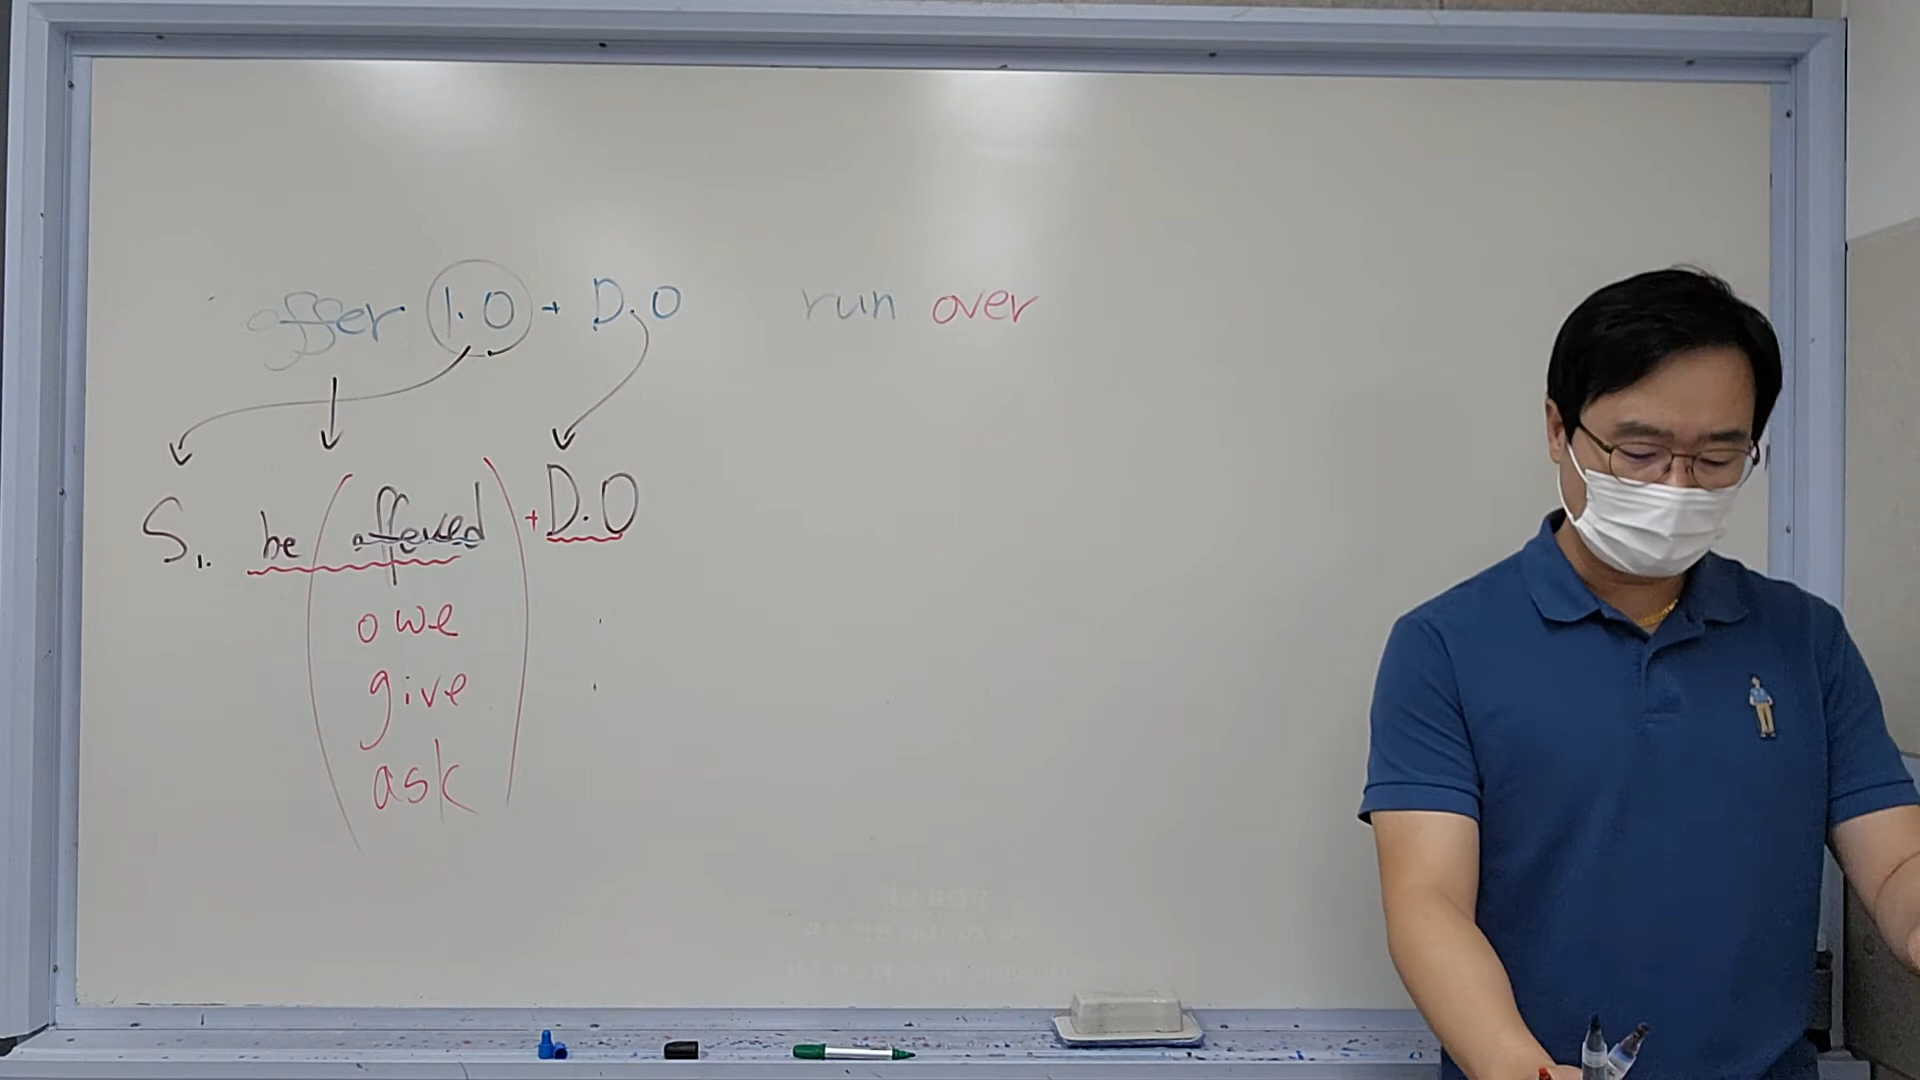 offer I.O + D.O run over
S. be (offered) + D.O
owe
give
ask